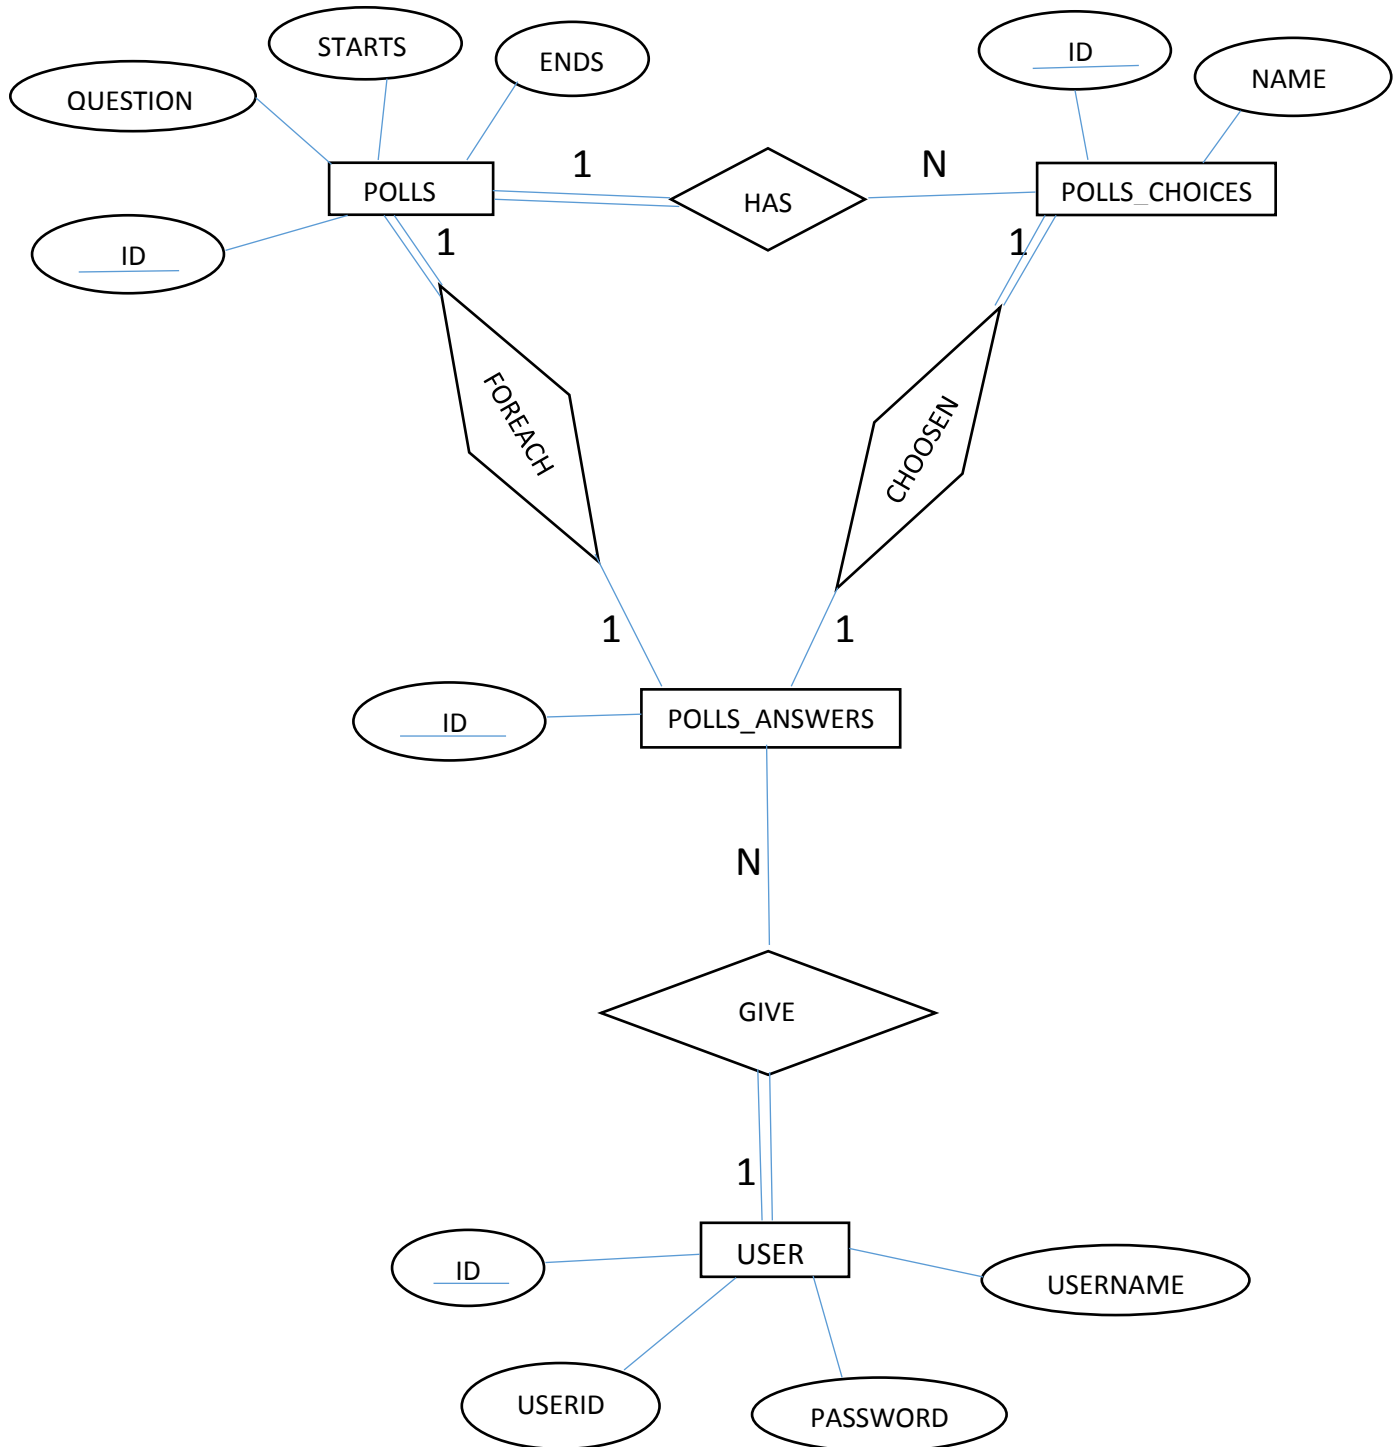 STARTS
ENDS
ID
QUESTION
NAME
1
N
POLLS
HAS
POLLS_CHOICES
ID
1
1
FOREACH
CHOOSEN
1
1
ID
POLLS_ANSWERS
N
GIVE
1
ID
USER
USERNAME
USERID
PASSWORD